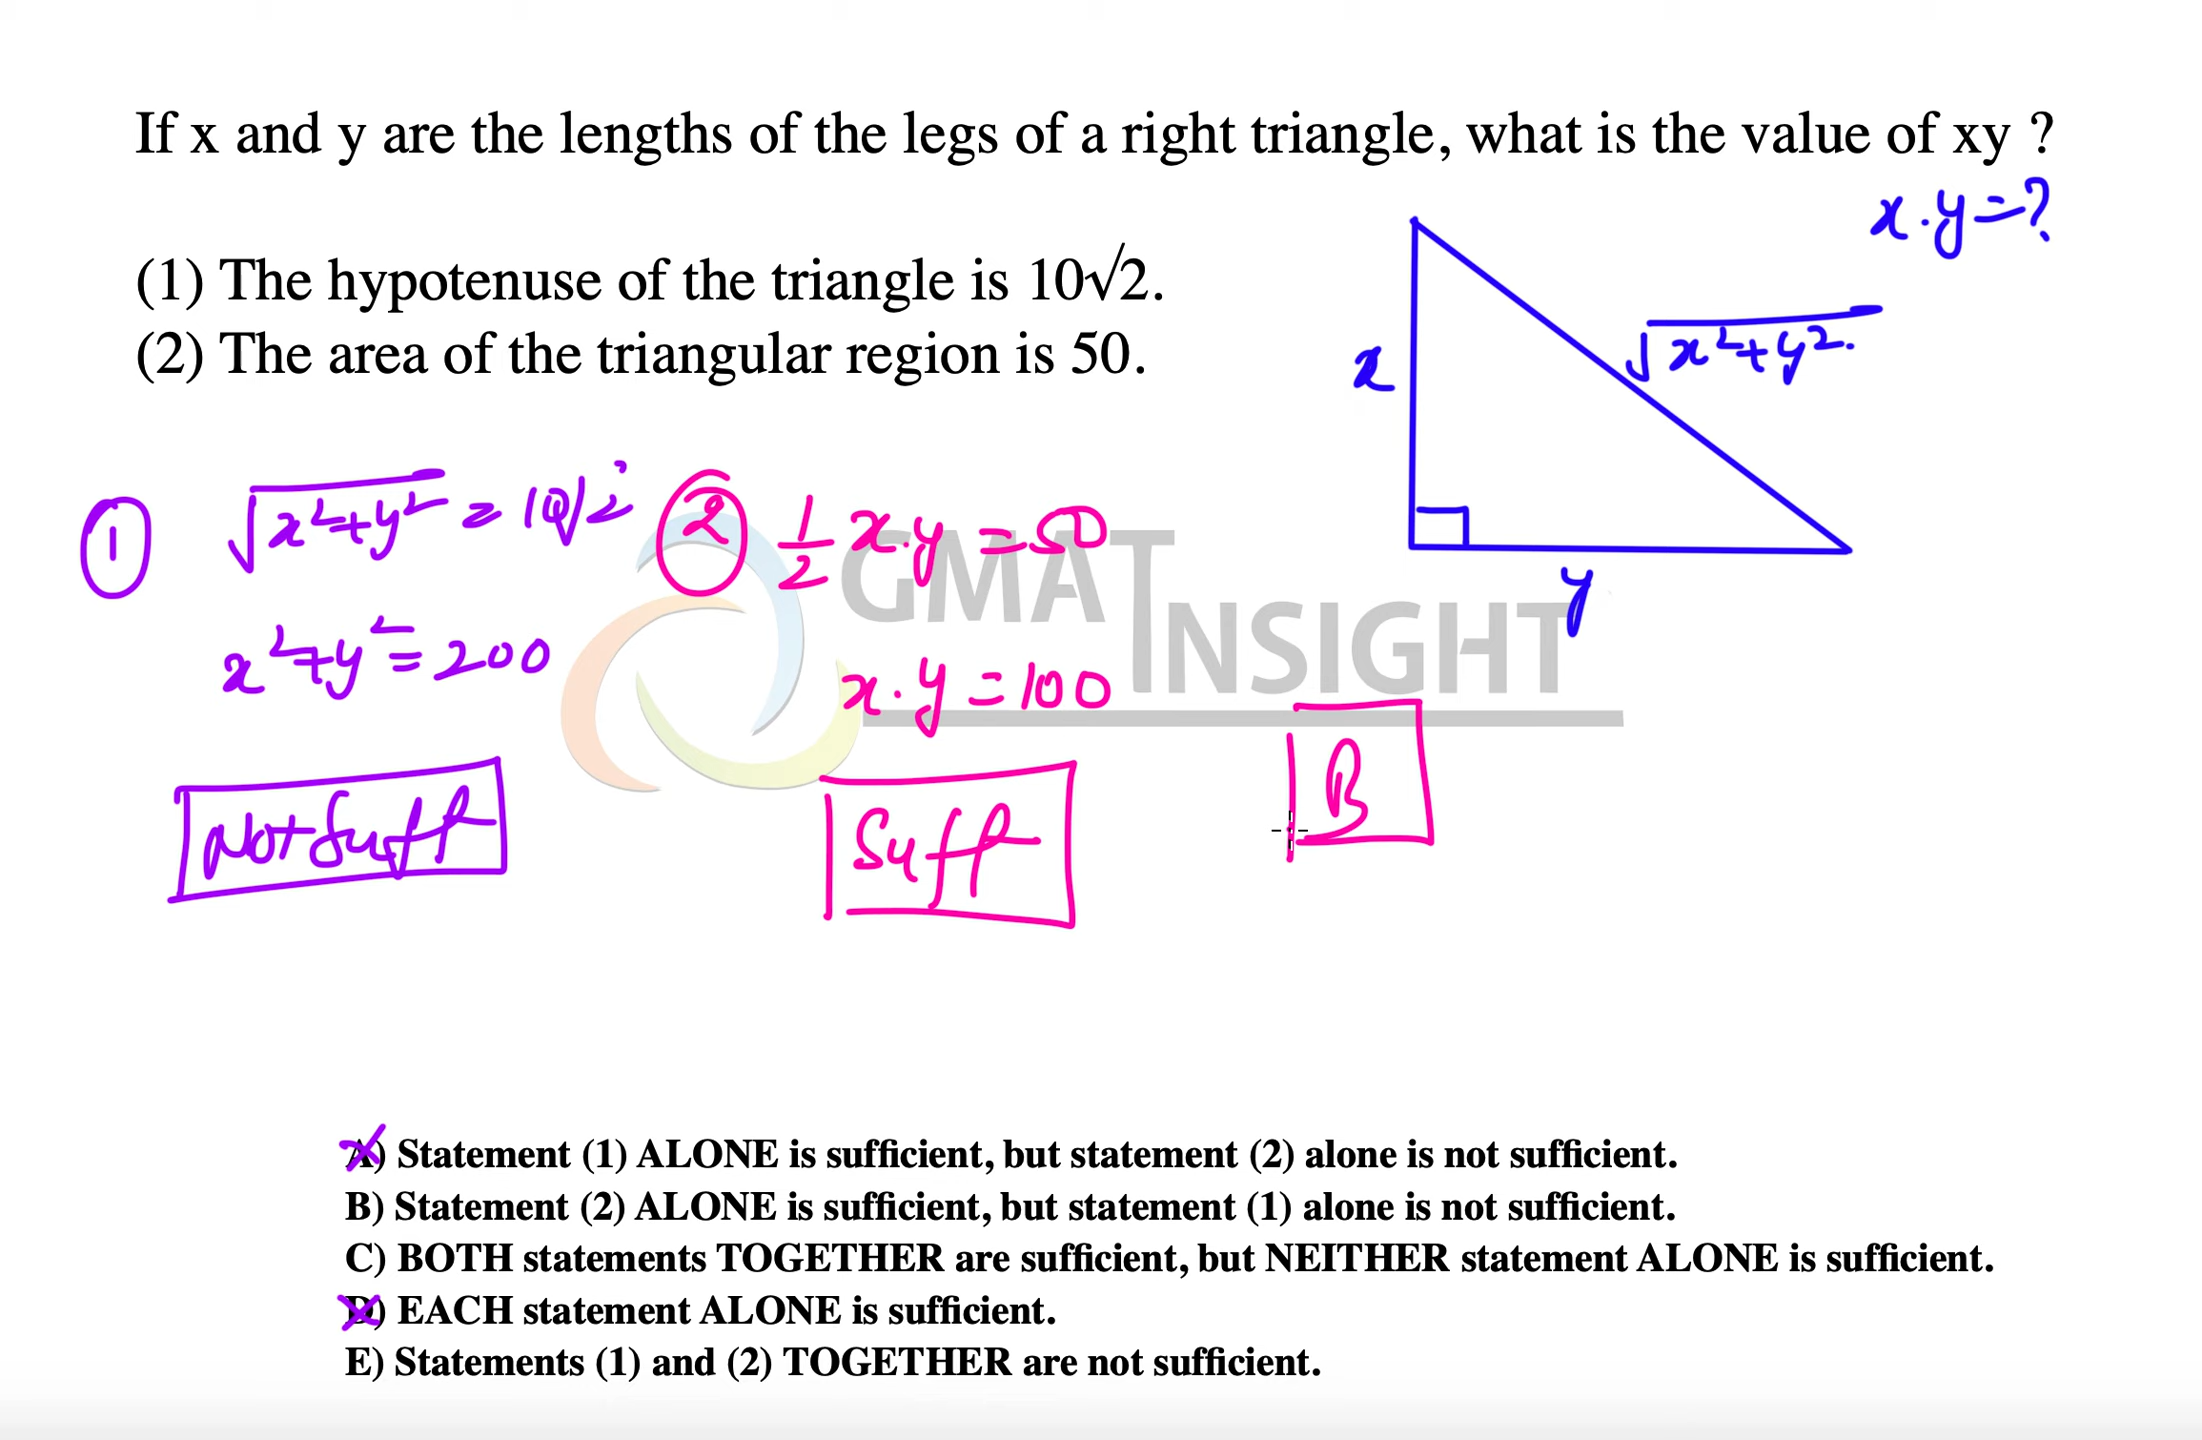 If x and y are the lengths of the legs of a right triangle, what is the value of xy ?
x·y=?
(1) The hypotenuse of the triangle is 10√2.
(2) The area of the triangular region is 50.
x
√x²+y²
y
① √x²+y² = 10√2
x²+y² = 200
Not Suff
② 1/2 x·y = 50
x·y = 100
Suff
B
GMAT INSIGHT
A) Statement (1) ALONE is sufficient, but statement (2) alone is not sufficient.
B) Statement (2) ALONE is sufficient, but statement (1) alone is not sufficient.
C) BOTH statements TOGETHER are sufficient, but NEITHER statement ALONE is sufficient.
D) EACH statement ALONE is sufficient.
E) Statements (1) and (2) TOGETHER are not sufficient.